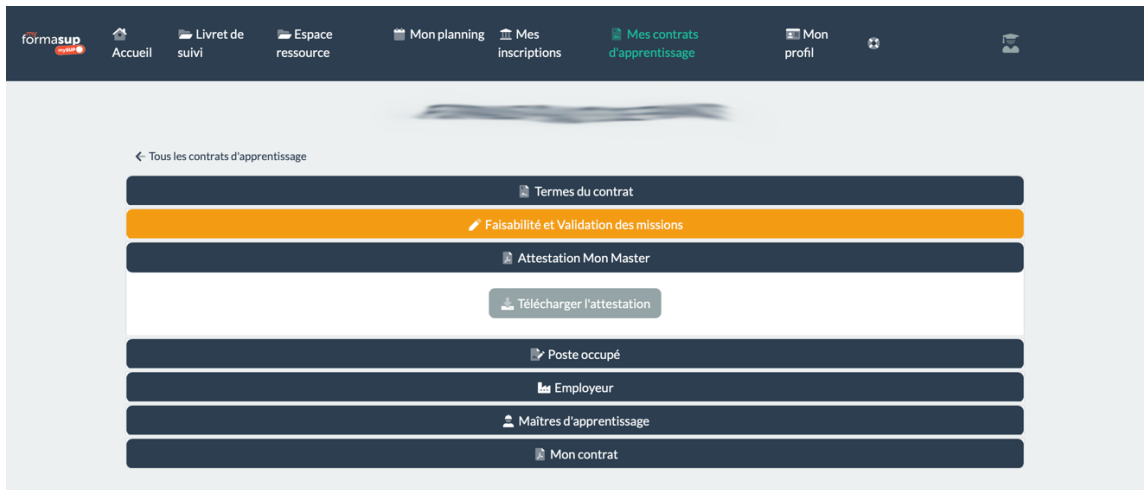 my
formasup
mySUP
Accueil
Livret de
suivi
Espace
ressource
Mon planning
Mes
inscriptions
Mes contrats
d'apprentissage
Mon
profil
Tous les contrats d'apprentissage
Termes du contrat
Faisabilité et Validation des missions
Attestation Mon Master
Télécharger l'attestation
Poste occupé
Employeur
Maîtres d'apprentissage
Mon contrat